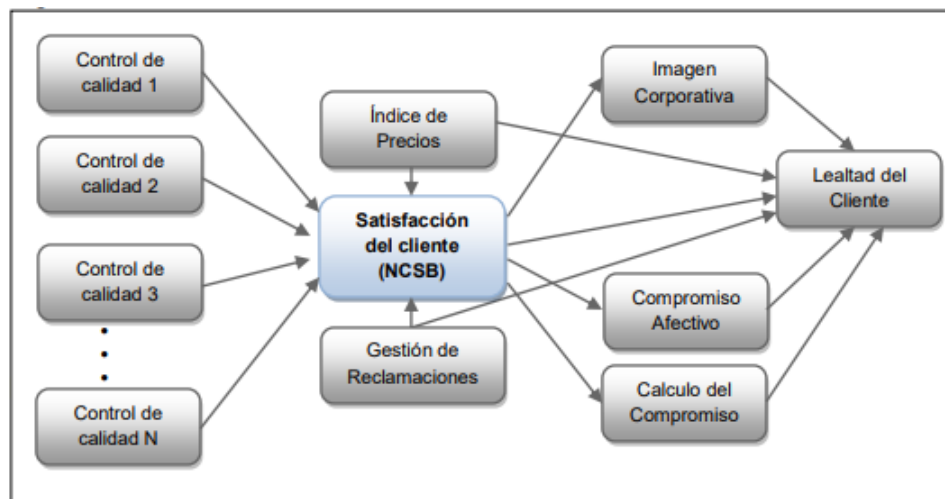 Control de
calidad 1
Control de
calidad 2
Control de
calidad 3
Control de
calidad N
Índice de
Precios
Satisfacción
del cliente
(NCSB)
Gestión de
Reclamaciones
Imagen
Corporativa
Compromiso
Afectivo
Calculo del
Compromiso
Lealtad del
Cliente